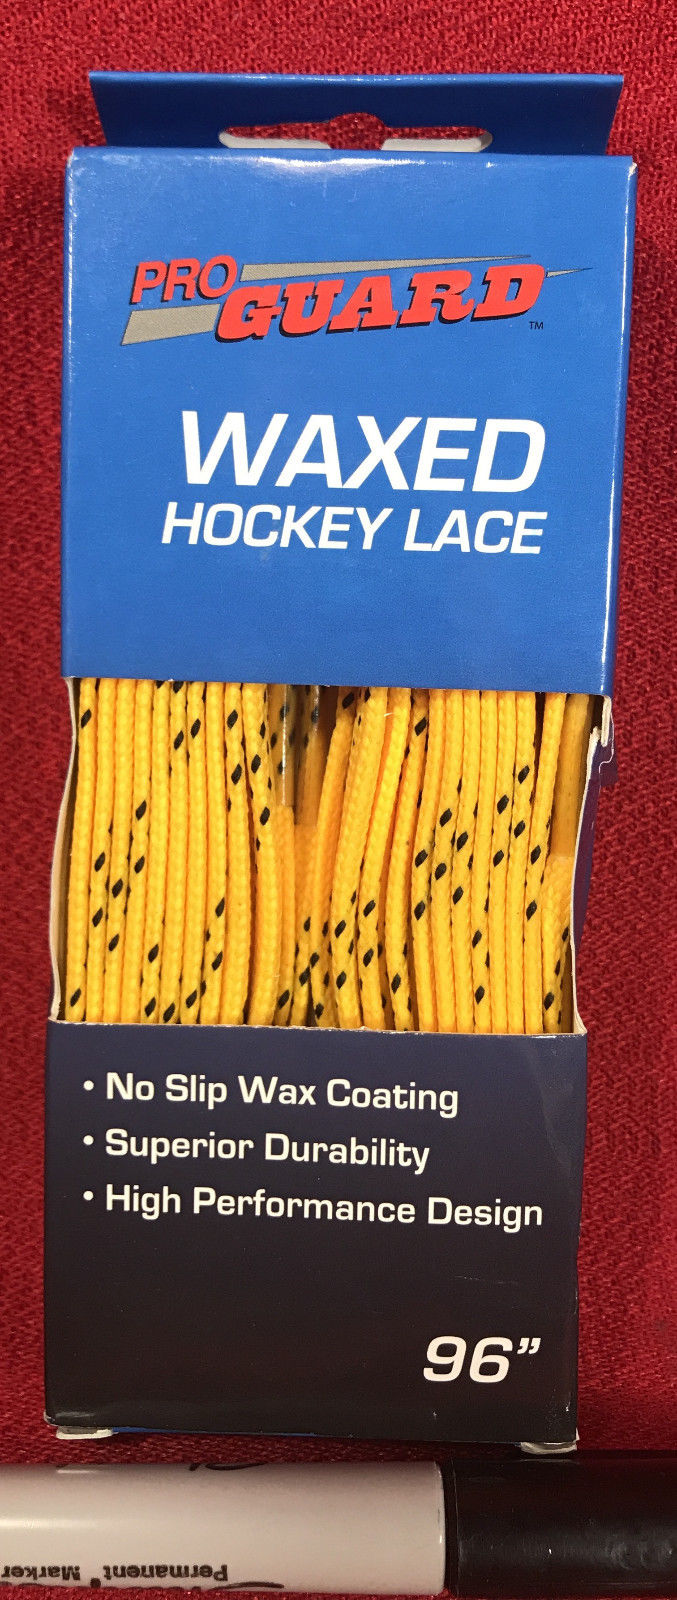 PRO
GUARD
TM
WAXED
HOCKEY LACE
• No Slip Wax Coating
• Superior Durability
• High Performance Design
96”
Permanent Marker